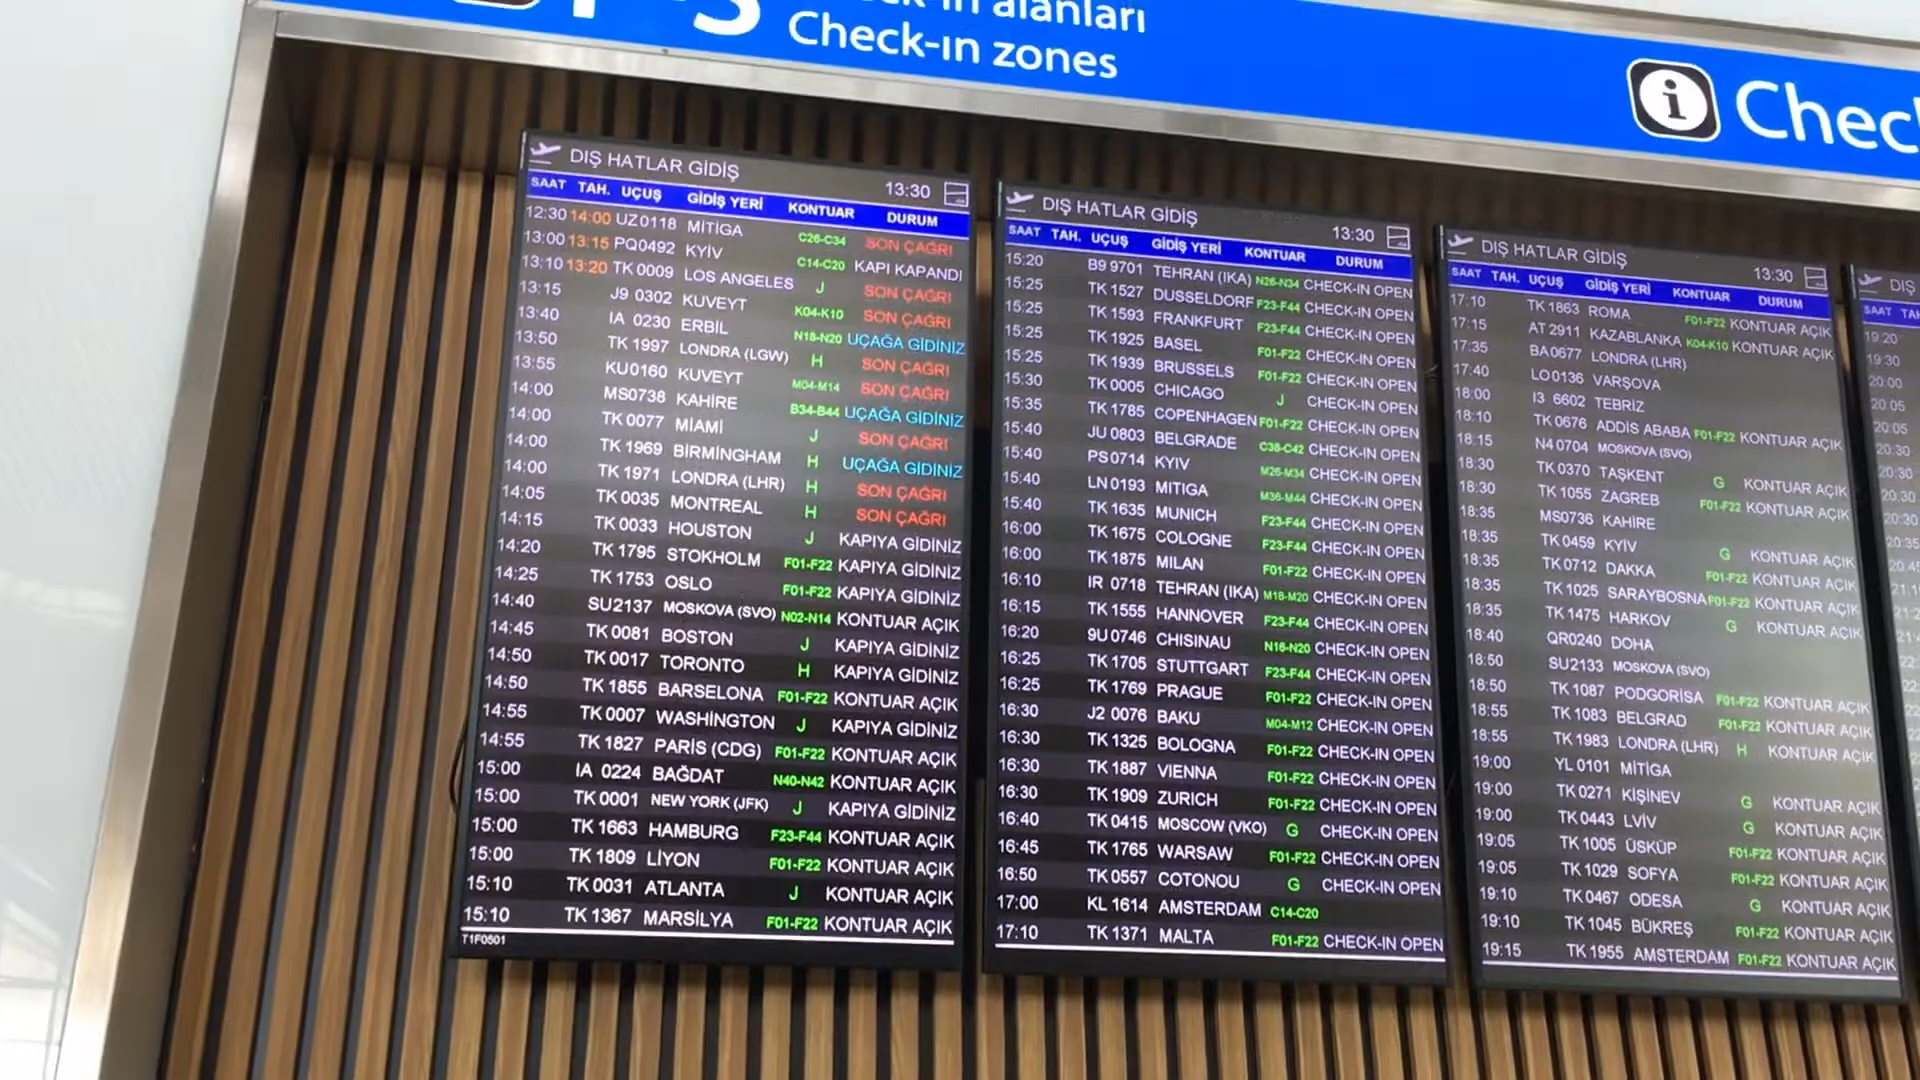 Check-in zones
Chec
DIŞ HATLAR GİDİŞ 13:30
SAAT TAH. UÇUŞ GİDİŞ YERİ KONTUAR DURUM
12:30 14:00 UZ0118 MİTİGA C26-C34 SON ÇAĞRI
13:00 13:15 PQ0492 KYİV C14-C20 KAPI KAPANDI
13:10 13:20 TK 0009 LOS ANGELES J SON ÇAĞRI
13:15 J9 0302 KUVEYT K04-K10 SON ÇAĞRI
13:40 IA 0230 ERBİL N18-N20 UÇAĞA GİDİNİZ
13:50 TK 1997 LONDRA (LGW) H SON ÇAĞRI
13:55 KU0160 KUVEYT M04-M14 SON ÇAĞRI
14:00 MS0738 KAHİRE B34-B44 UÇAĞA GİDİNİZ
14:00 TK 0077 MİAMİ J SON ÇAĞRI
14:00 TK 1969 BİRMİNGHAM H UÇAĞA GİDİNİZ
14:00 TK 1971 LONDRA (LHR) H SON ÇAĞRI
14:05 TK 0035 MONTREAL H SON ÇAĞRI
14:15 TK 0033 HOUSTON J KAPIYA GİDİNİZ
14:20 TK 1795 STOKHOLM F01-F22 KAPIYA GİDİNİZ
14:25 TK 1753 OSLO F01-F22 KAPIYA GİDİNİZ
14:40 SU2137 MOSKOVA (SVO) N02-N14 KONTUAR AÇIK
14:45 TK 0081 BOSTON J KAPIYA GİDİNİZ
14:50 TK 0017 TORONTO H KAPIYA GİDİNİZ
14:50 TK 1855 BARSELONA F01-F22 KONTUAR AÇIK
14:55 TK 0007 WASHİNGTON J KAPIYA GİDİNİZ
14:55 TK 1827 PARİS (CDG) F01-F22 KONTUAR AÇIK
15:00 IA 0224 BAĞDAT N40-N42 KONTUAR AÇIK
15:00 TK 0001 NEW YORK (JFK) J KAPIYA GİDİNİZ
15:00 TK 1663 HAMBURG F23-F44 KONTUAR AÇIK
15:00 TK 1809 LİYON F01-F22 KONTUAR AÇIK
15:10 TK 0031 ATLANTA J KONTUAR AÇIK
15:10 TK 1367 MARSİLYA F01-F22 KONTUAR AÇIK
T1F0501
DIŞ HATLAR GİDİŞ 13:30
SAAT TAH. UÇUŞ GİDİŞ YERİ KONTUAR DURUM
15:20 B9 9701 TEHRAN (IKA) N26-N34 CHECK-IN OPEN
15:25 TK 1527 DUSSELDORF F23-F44 CHECK-IN OPEN
15:25 TK 1593 FRANKFURT F23-F44 CHECK-IN OPEN
15:25 TK 1925 BASEL F01-F22 CHECK-IN OPEN
15:25 TK 1939 BRUSSELS F01-F22 CHECK-IN OPEN
15:30 TK 0005 CHICAGO J CHECK-IN OPEN
15:35 TK 1785 COPENHAGEN F01-F22 CHECK-IN OPEN
15:40 JU 0803 BELGRADE C38-C42 CHECK-IN OPEN
15:40 PS0714 KYIV M26-M34 CHECK-IN OPEN
15:40 LN0193 MITIGA M36-M44 CHECK-IN OPEN
15:40 TK 1635 MUNICH F23-F44 CHECK-IN OPEN
16:00 TK 1675 COLOGNE F23-F44 CHECK-IN OPEN
16:00 TK 1875 MILAN F01-F22 CHECK-IN OPEN
16:10 IR 0718 TEHRAN (IKA) M18-M20 CHECK-IN OPEN
16:15 TK 1555 HANNOVER F23-F44 CHECK-IN OPEN
16:20 9U0746 CHISINAU N16-N20 CHECK-IN OPEN
16:25 TK 1705 STUTTGART F23-F44 CHECK-IN OPEN
16:25 TK 1769 PRAGUE F01-F22 CHECK-IN OPEN
16:30 J2 0076 BAKU M04-M12 CHECK-IN OPEN
16:30 TK 1325 BOLOGNA F01-F22 CHECK-IN OPEN
16:30 TK 1887 VIENNA F01-F22 CHECK-IN OPEN
16:30 TK 1909 ZURICH F01-F22 CHECK-IN OPEN
16:40 TK 0415 MOSCOW (VKO) G CHECK-IN OPEN
16:45 TK 1765 WARSAW F01-F22 CHECK-IN OPEN
16:50 TK 0557 COTONOU G CHECK-IN OPEN
17:00 KL 1614 AMSTERDAM C14-C20
17:10 TK 1371 MALTA F01-F22 CHECK-IN OPEN
DIŞ HATLAR GİDİŞ 13:30
SAAT TAH. UÇUŞ GİDİŞ YERİ KONTUAR DURUM
17:10 TK 1863 ROMA F01-F22 KONTUAR AÇIK
17:15 AT 2911 KAZABLANKA K04-K10 KONTUAR AÇIK
17:35 BA0677 LONDRA (LHR)
17:40 LO0136 VARŞOVA
18:00 I3 6602 TEBRİZ
18:10 TK 0676 ADDİS ABABA F01-F22 KONTUAR AÇIK
18:15 N4 0704 MOSKOVA (SVO)
18:30 TK 0370 TAŞKENT G KONTUAR AÇIK
18:30 TK 1055 ZAGREB F01-F22 KONTUAR AÇIK
18:35 MS0736 KAHİRE
18:35 TK 0459 KYİV G KONTUAR AÇIK
18:35 TK 0712 DAKKA F01-F22 KONTUAR AÇIK
18:35 TK 1025 SARAYBOSNA F01-F22 KONTUAR AÇIK
18:35 TK 1475 HARKOV G KONTUAR AÇIK
18:40 QR0240 DOHA
18:50 SU2133 MOSKOVA (SVO)
18:50 TK 1087 PODGORİSA F01-F22 KONTUAR AÇIK
18:55 TK 1083 BELGRAD F01-F22 KONTUAR AÇIK
18:55 TK 1983 LONDRA (LHR) H KONTUAR AÇIK
19:00 YL 0101 MİTİGA
19:00 TK 0271 KİŞİNEV G KONTUAR AÇIK
19:00 TK 0443 LVİV G KONTUAR AÇIK
19:05 TK 1005 ÜSKÜP F01-F22 KONTUAR AÇIK
19:05 TK 1029 SOFYA F01-F22 KONTUAR AÇIK
19:10 TK 0467 ODESA G KONTUAR AÇIK
19:10 TK 1045 BÜKREŞ F01-F22 KONTUAR AÇIK
19:15 TK 1955 AMSTERDAM F01-F22 KONTUAR AÇIK
DIŞ
SAAT
19:20
19:30
20:00
20:05
20:05
20:30
20:30
20:30
20:35